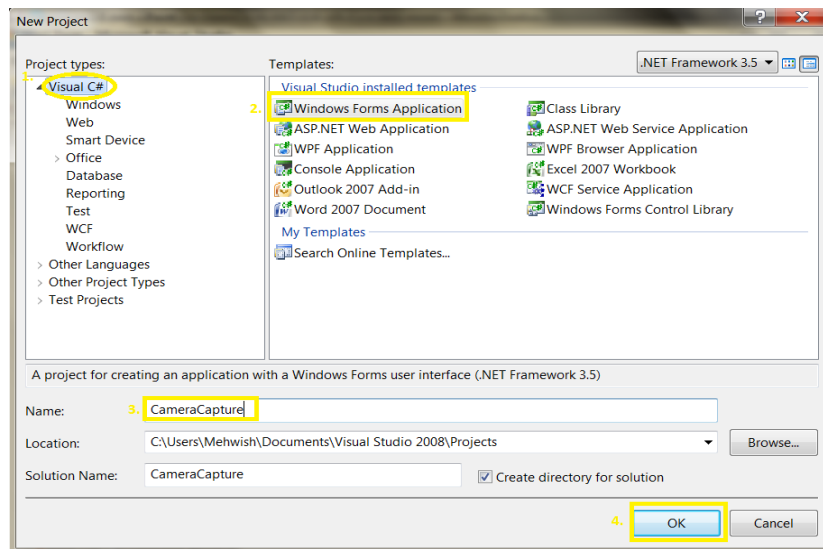 New Project
Project types:
Templates:
.NET Framework 3.5
1.
Visual C#
Windows
Web
Smart Device
Office
Database
Reporting
Test
WCF
Workflow
Other Languages
Other Project Types
Test Projects
Visual Studio installed templates
2.
Windows Forms Application
ASP.NET Web Application
WPF Application
Console Application
Outlook 2007 Add-in
Word 2007 Document
Class Library
ASP.NET Web Service Application
WPF Browser Application
Excel 2007 Workbook
WCF Service Application
Windows Forms Control Library
My Templates
Search Online Templates...
A project for creating an application with a Windows Forms user interface (.NET Framework 3.5)
Name: 3. CameraCapture
Location: C:\Users\Mehwish\Documents\Visual Studio 2008\Projects Browse...
Solution Name: CameraCapture Create directory for solution
4. OK Cancel